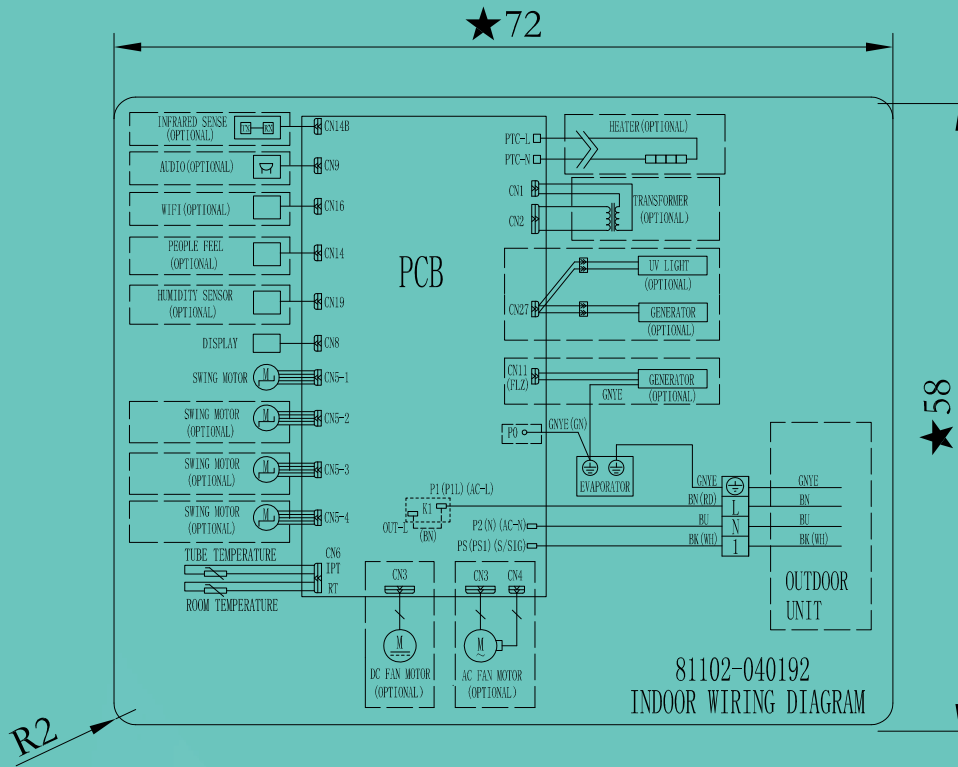 ★72
INFRARED SENSE
(OPTIONAL)
CN14B
AUDIO(OPTIONAL)
CN9
WIFI(OPTIONAL)
CN16
PEOPLE FEEL
(OPTIONAL)
CN14
HUMIDITY SENSOR
(OPTIONAL)
CN19
DISPLAY
CN8
SWING MOTOR
M
CN5-1
SWING MOTOR
(OPTIONAL)
M
CN5-2
SWING MOTOR
(OPTIONAL)
M
CN5-3
SWING MOTOR
(OPTIONAL)
M
CN5-4
TUBE TEMPERATURE
CN6
IPT
RT
ROOM TEMPERATURE
PCB
PTC-L
PTC-N
HEATER(OPTIONAL)
CN1
CN2
TRANSFORMER
(OPTIONAL)
CN27
UV LIGHT
(OPTIONAL)
GENERATOR
(OPTIONAL)
CN11
(FLZ)
GENERATOR
(OPTIONAL)
GNYE
P0
GNYE(GN)
EVAPORATOR
P1(P1L)(AC-L)
K1
OUT-L
(BN)
P2(N)(AC-N)
PS(PS1)(S/SIG)
GNYE
GNYE
BN(RD)
L
BN
BU
N
BU
BK(WH)
1
BK(WH)
OUTDOOR
UNIT
CN3
M
DC FAN MOTOR
(OPTIONAL)
CN3
CN4
M
~
AC FAN MOTOR
(OPTIONAL)
81102-040192
INDOOR WIRING DIAGRAM
★58
R2